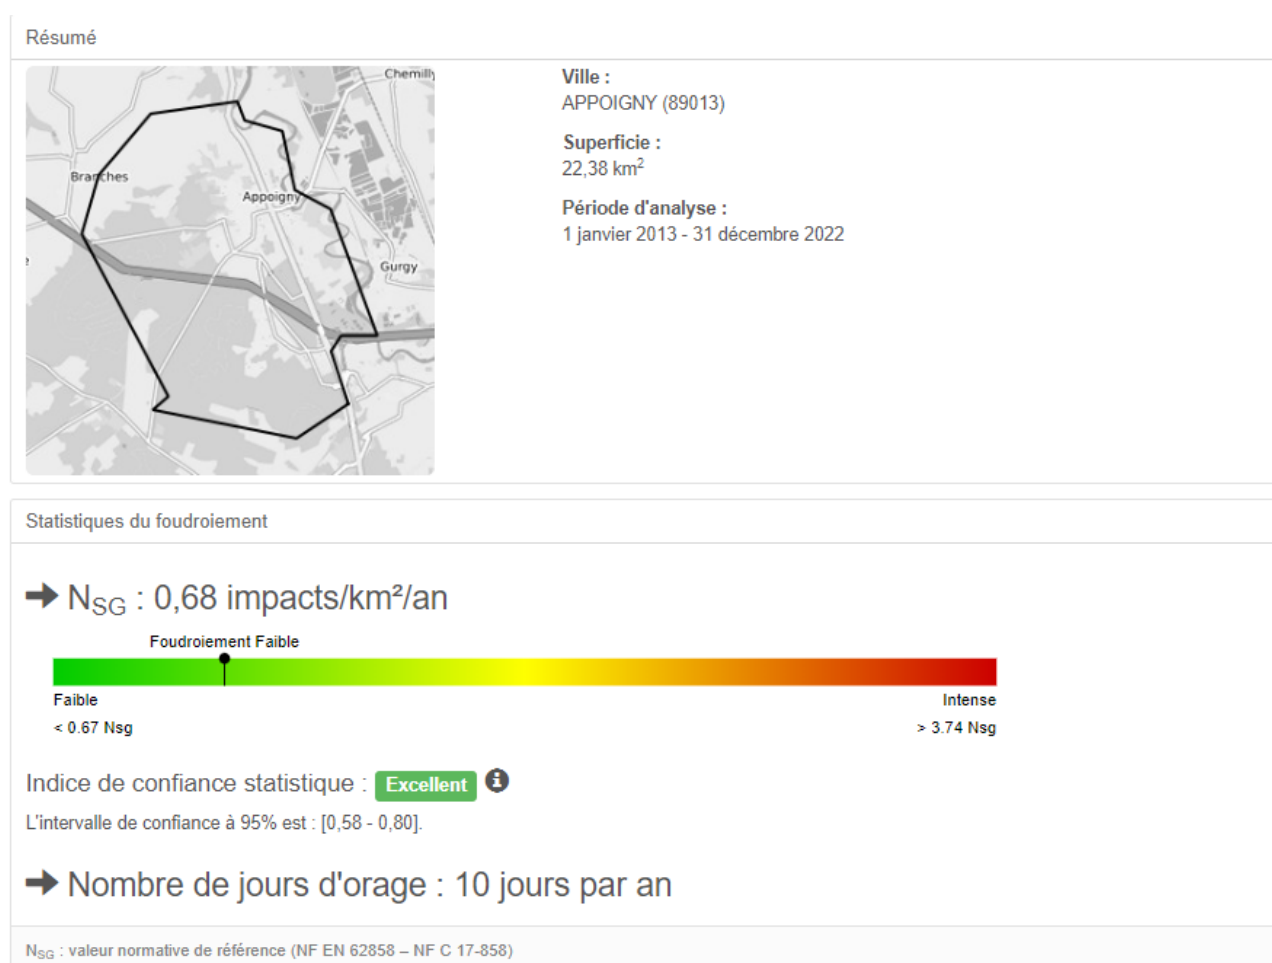 Résumé
Chemilly
Branches
Appoigny
Gurgy
Ville :
APPOIGNY (89013)
Superficie :
22,38 km²
Période d'analyse :
1 janvier 2013 - 31 décembre 2022
Statistiques du foudroiement
➔ NSG : 0,68 impacts/km²/an
Foudroiement Faible
Faible
Intense
< 0.67 Nsg
> 3.74 Nsg
Indice de confiance statistique : Excellent
L'intervalle de confiance à 95% est : [0,58 - 0,80].
➔ Nombre de jours d'orage : 10 jours par an
NSG : valeur normative de référence (NF EN 62858 – NF C 17-858)